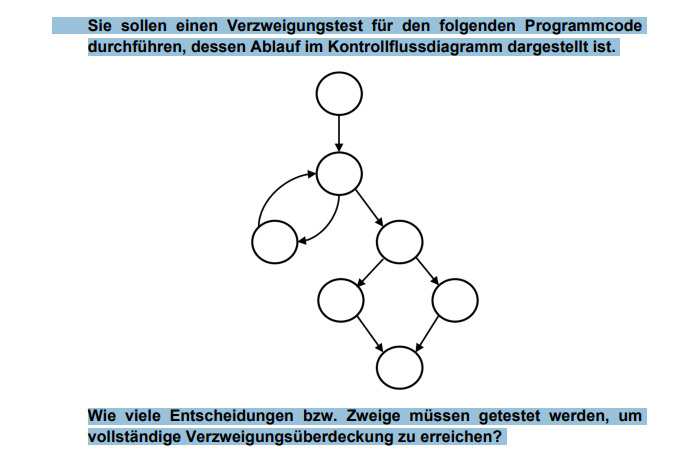 Sie sollen einen Verzweigungstest für den folgenden Programmcode
durchführen, dessen Ablauf im Kontrollflussdiagramm dargestellt ist.
Wie viele Entscheidungen bzw. Zweige müssen getestet werden, um
vollständige Verzweigungsüberdeckung zu erreichen?